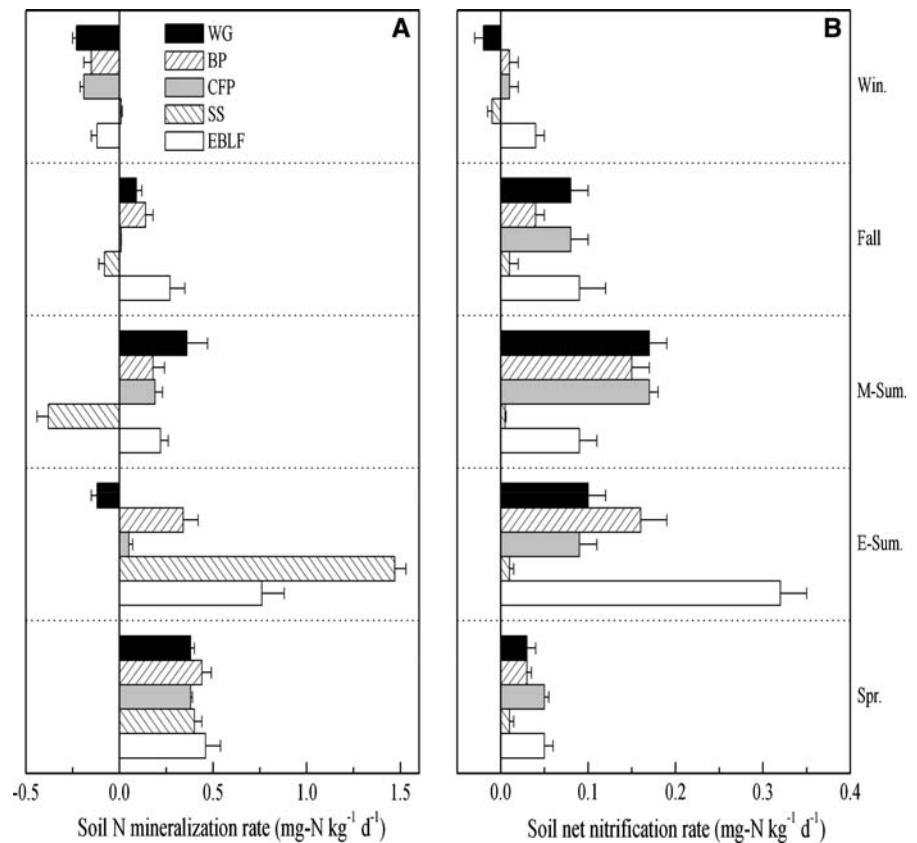 A
WG
BP
CFP
SS
EBLF
B
Win.
Fall
M-Sum.
E-Sum.
Spr.
-0.5 0.0 0.5 1.0 1.5
0.0 0.1 0.2 0.3 0.4
Soil N mineralization rate (mg-N kg⁻¹ d⁻¹)
Soil net nitrification rate (mg-N kg⁻¹ d⁻¹)